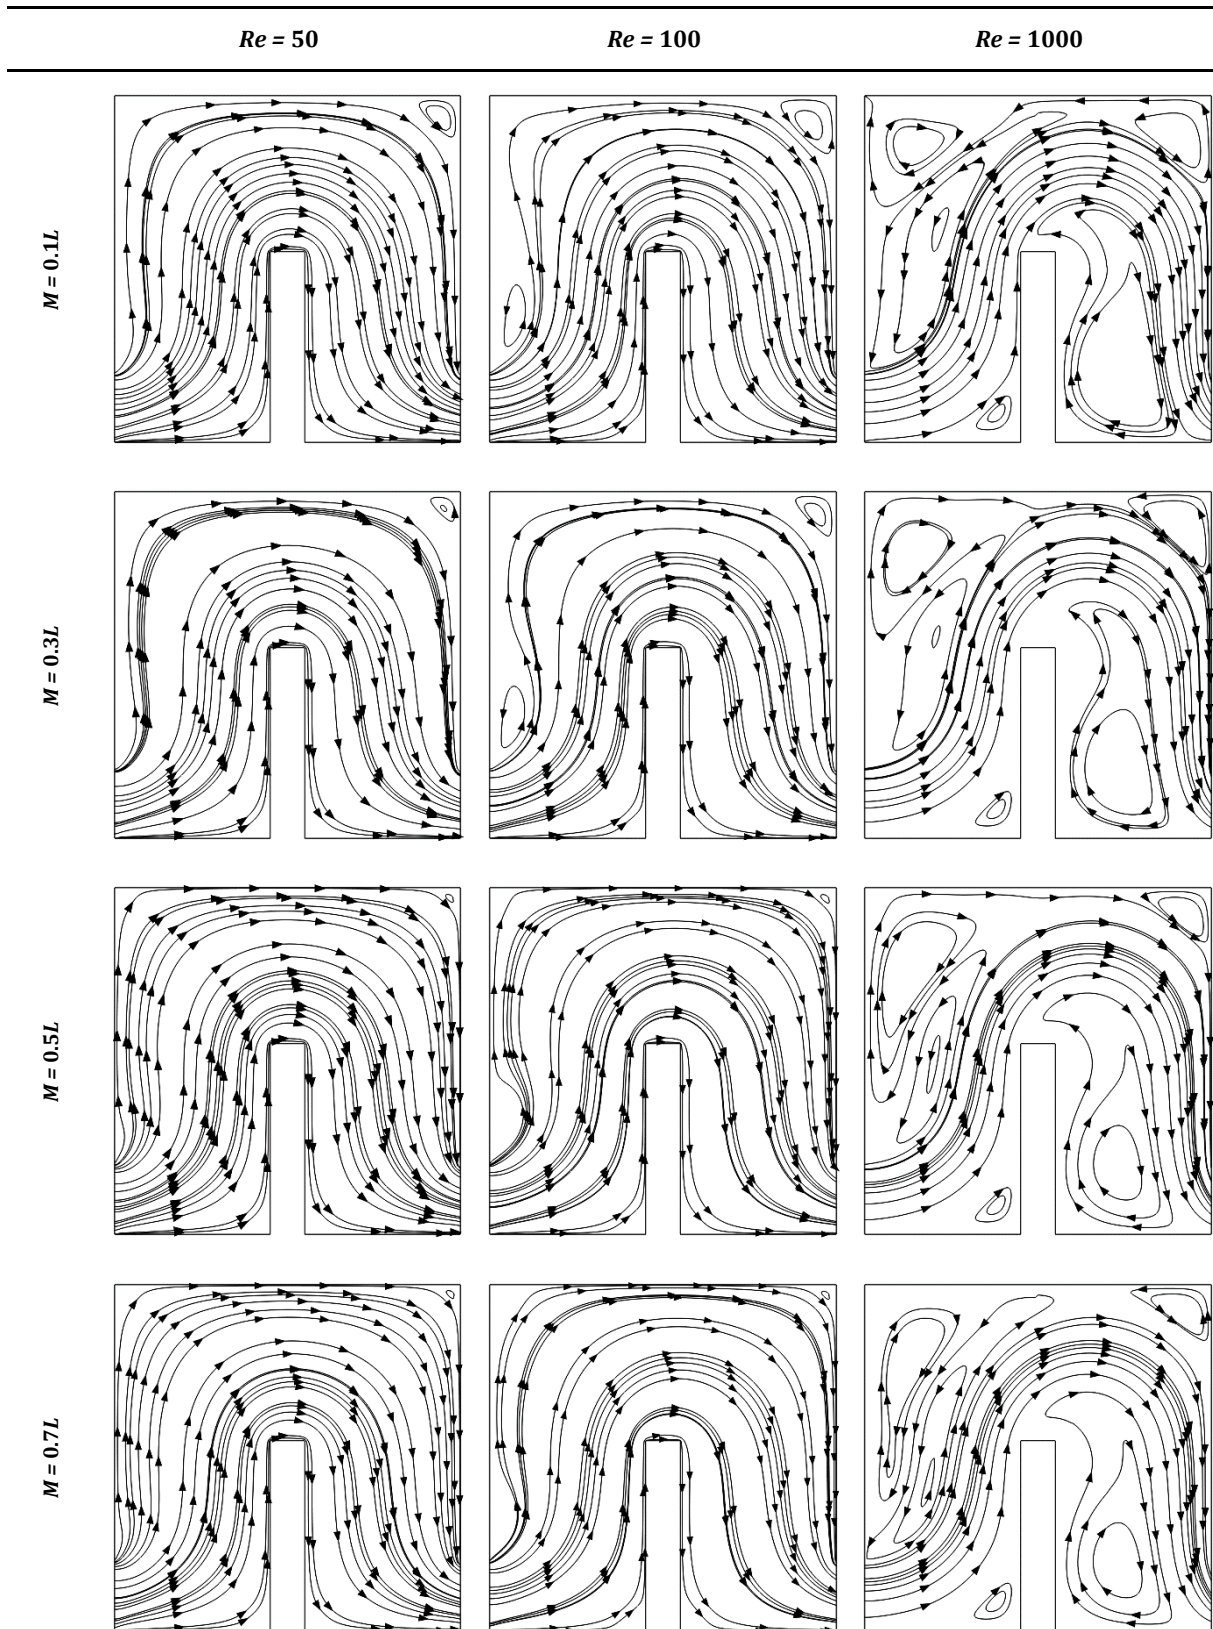 Re = 50 Re = 100 Re = 1000
M = 0.1L
M = 0.3L
M = 0.5L
M = 0.7L